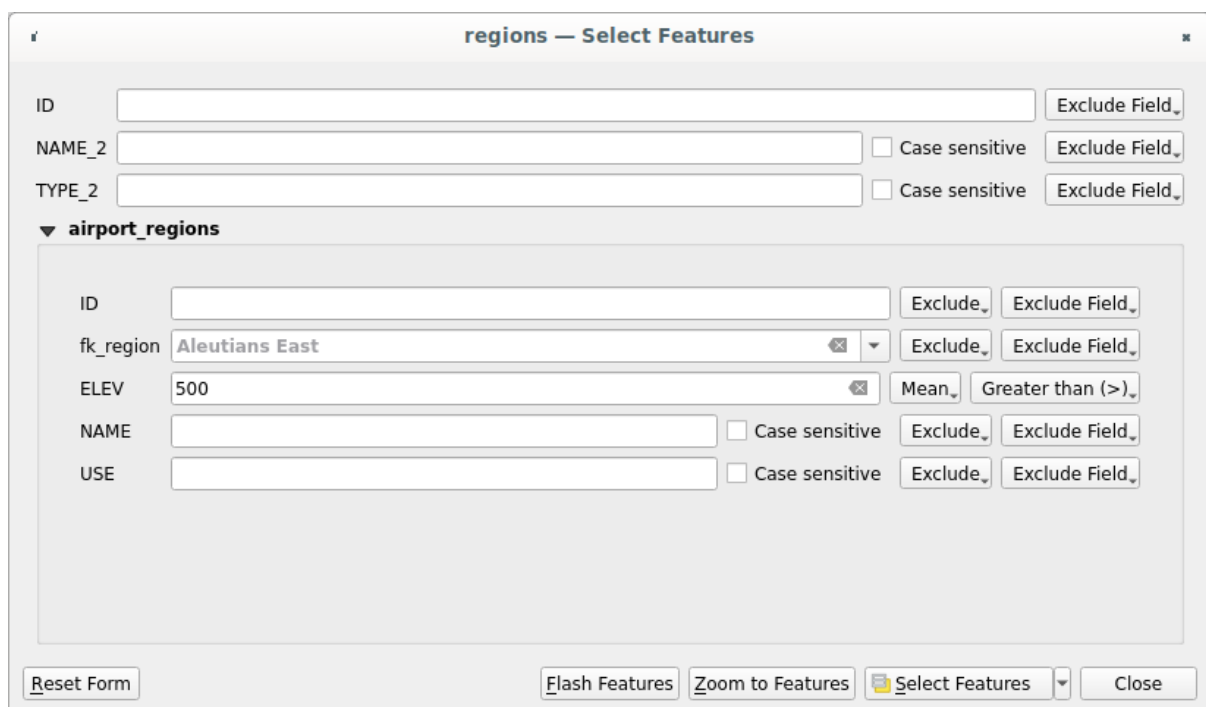 regions — Select Features
ID Exclude Field
NAME_2 Case sensitive Exclude Field
TYPE_2 Case sensitive Exclude Field
airport_regions
ID Exclude Exclude Field
fk_region Aleutians East Exclude Exclude Field
ELEV 500 Mean Greater than (>)
NAME Case sensitive Exclude Exclude Field
USE Case sensitive Exclude Exclude Field
Reset Form Flash Features Zoom to Features Select Features Close